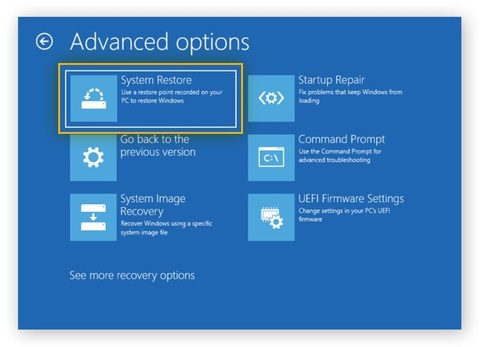 Advanced options
System Restore
Use a restore point recorded on your
PC to restore Windows
Startup Repair
Fix problems that keep Windows from
loading
Go back to the
previous version
Command Prompt
Use the Command Prompt for
advanced troubleshooting
C:\
System Image
Recovery
Recover Windows using a specific
system image file
UEFI Firmware Settings
Change settings in your PC's UEFI
firmware
See more recovery options